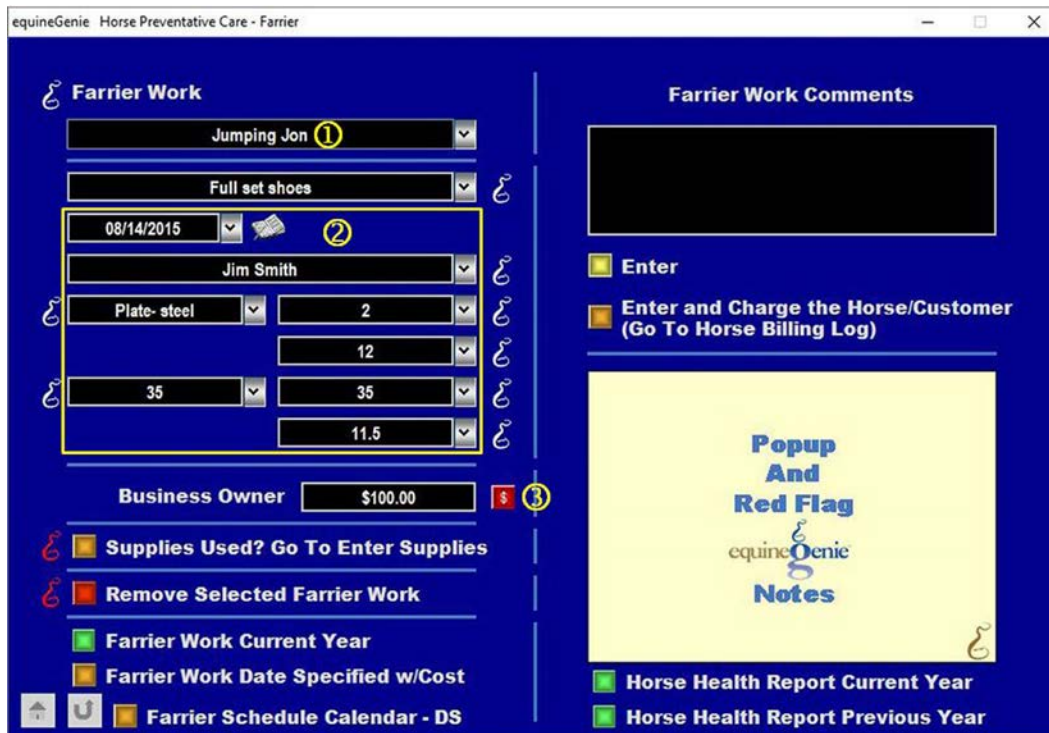 equineGenie Horse Preventative Care - Farrier
Farrier Work
Jumping Jon ①
Full set shoes
08/14/2015 ②
Jim Smith
Plate- steel 2
12
35 35
11.5
Business Owner $100.00 $ ③
Supplies Used? Go To Enter Supplies
Remove Selected Farrier Work
Farrier Work Current Year
Farrier Work Date Specified w/Cost
Farrier Schedule Calendar - DS
Farrier Work Comments
Enter
Enter and Charge the Horse/Customer
(Go To Horse Billing Log)
Popup
And
Red Flag
equinegenie
Notes
Horse Health Report Current Year
Horse Health Report Previous Year